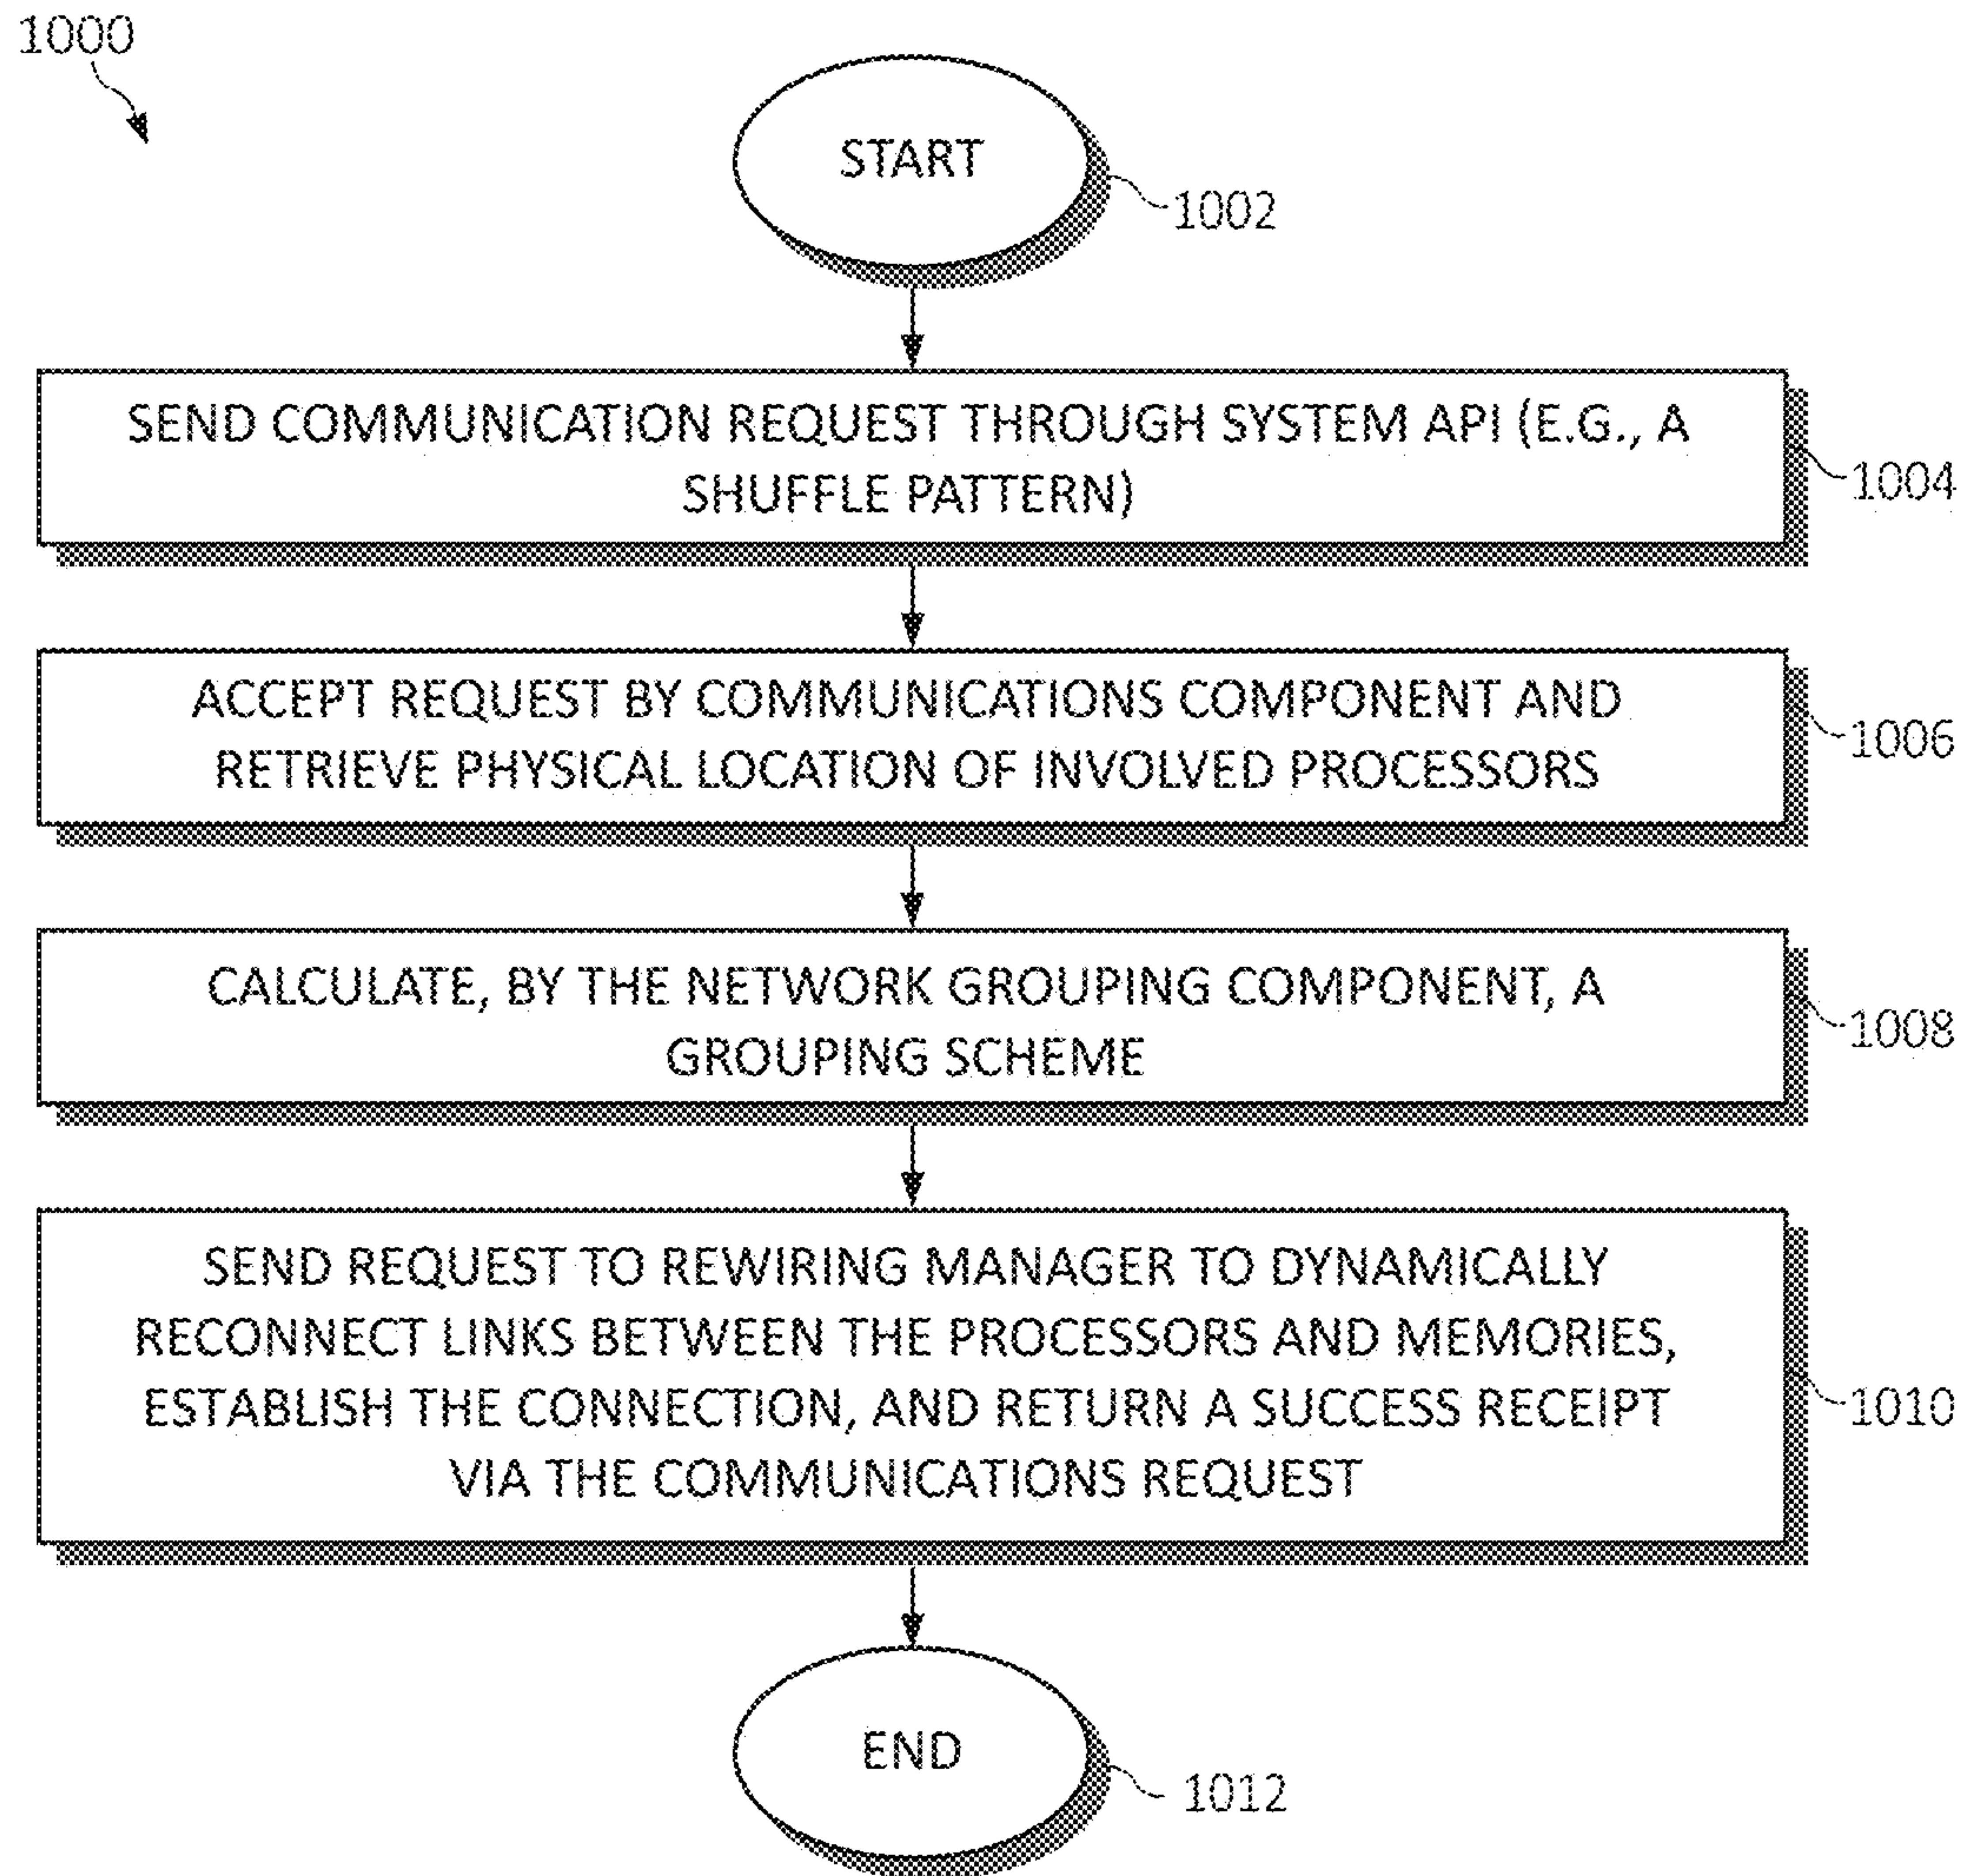 1000
START
1002
SEND COMMUNICATION REQUEST THROUGH SYSTEM API (E.G., A
SHUFFLE PATTERN)
1004
ACCEPT REQUEST BY COMMUNICATIONS COMPONENT AND
RETRIEVE PHYSICAL LOCATION OF INVOLVED PROCESSORS
1006
CALCULATE, BY THE NETWORK GROUPING COMPONENT, A
GROUPING SCHEME
1008
SEND REQUEST TO REWIRING MANAGER TO DYNAMICALLY
RECONNECT LINKS BETWEEN THE PROCESSORS AND MEMORIES,
ESTABLISH THE CONNECTION, AND RETURN A SUCCESS RECEIPT
VIA THE COMMUNICATIONS REQUEST
1010
END
1012